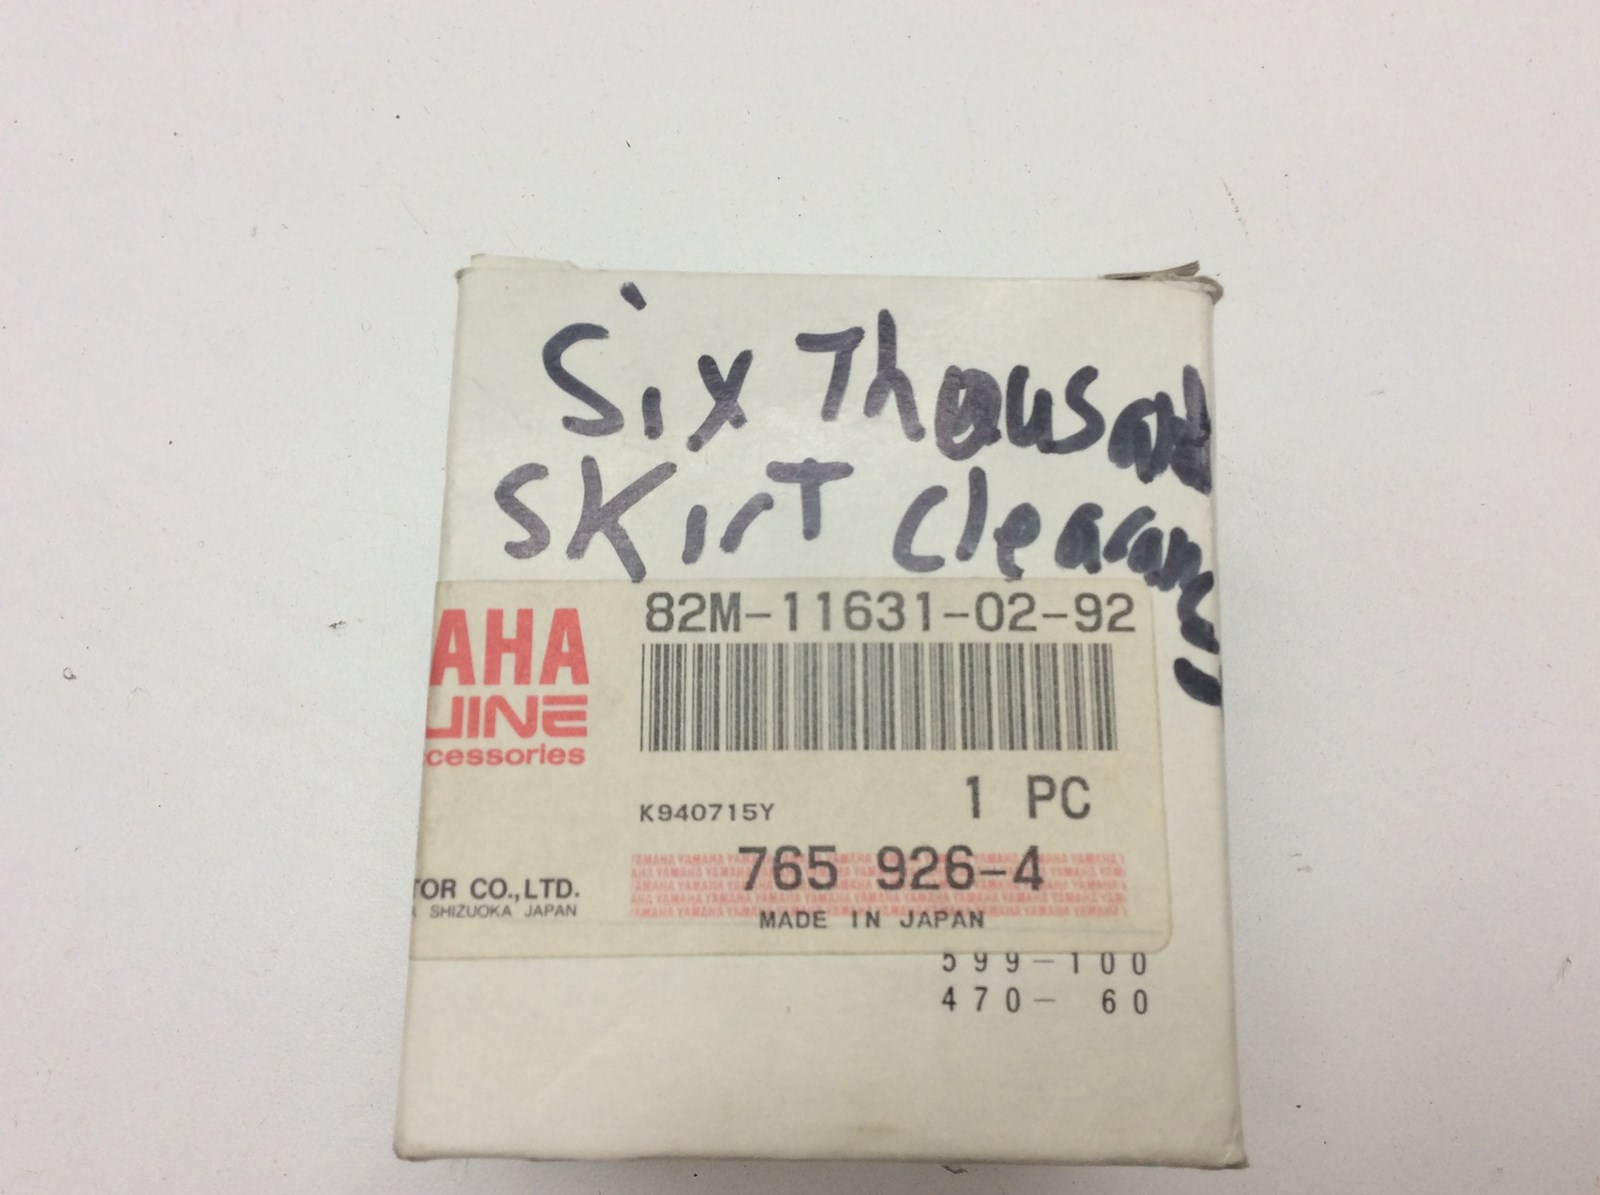 Six Thousand
Skirt Clearance
82M-11631-02-92
AHA
UINE
ccessories
K940715Y
1 PC
765 926-4
TOR CO.,LTD.
SHIZUOKA JAPAN
MADE IN JAPAN
599-100
470- 60